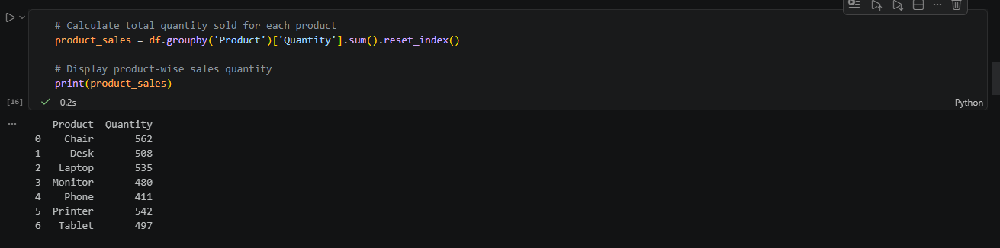 # Calculate total quantity sold for each product
product_sales = df.groupby('Product')['Quantity'].sum().reset_index()
# Display product-wise sales quantity
print(product_sales)
[16]
0.2s
Python
Product Quantity
0 Chair 562
1 Desk 508
2 Laptop 535
3 Monitor 480
4 Phone 411
5 Printer 542
6 Tablet 497